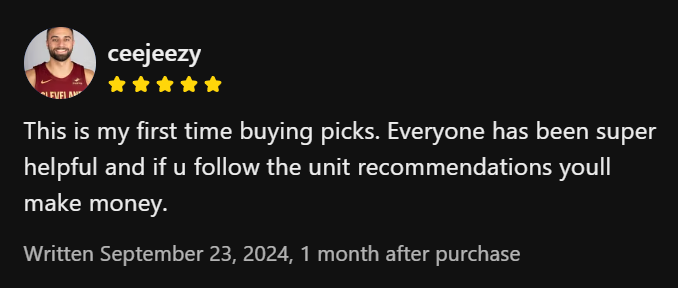 ceejeezy
This is my first time buying picks. Everyone has been super
helpful and if u follow the unit recommendations youll
make money.
Written September 23, 2024, 1 month after purchase